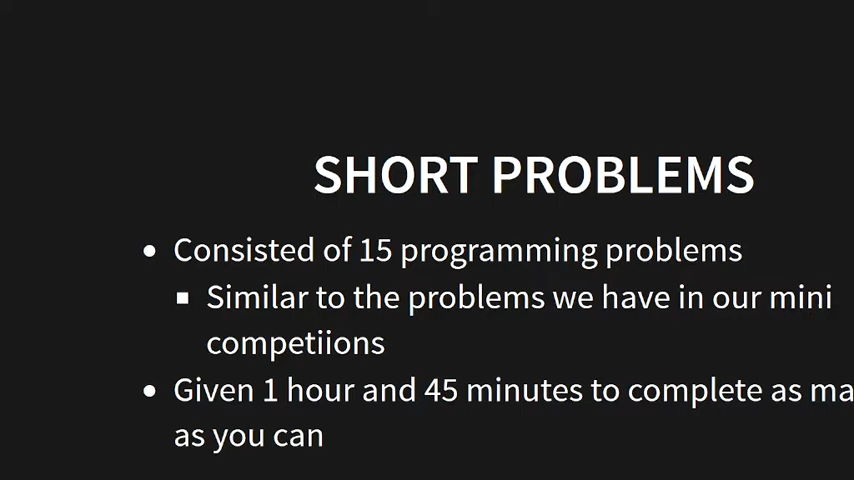 SHORT PROBLEMS
• Consisted of 15 programming problems
▪ Similar to the problems we have in our mini
competiions
• Given 1 hour and 45 minutes to complete as ma
as you can